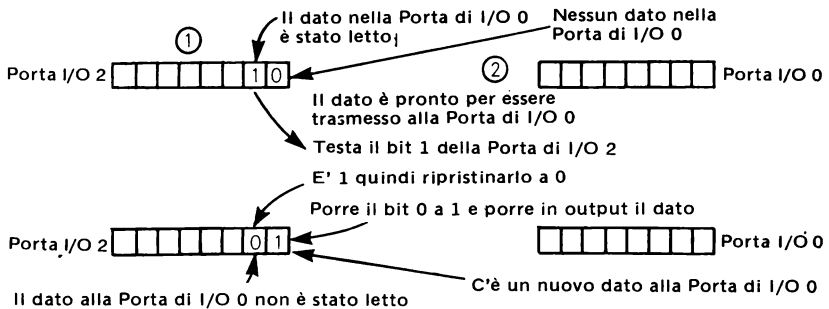 Il dato nella Porta di I/O 0
è stato letto
Nessun dato nella
Porta di I/O 0
1
Porta I/O 2
1 0
2
Porta I/O 0
Il dato è pronto per essere
trasmesso alla Porta di I/O 0
Testa il bit 1 della Porta di I/O 2
E' 1 quindi ripristinarlo a 0
Porre il bit 0 a 1 e porre in output il dato
Porta I/O 2
0 1
Porta I/O 0
C'è un nuovo dato alla Porta di I/O 0
Il dato alla Porta di I/O 0 non è stato letto